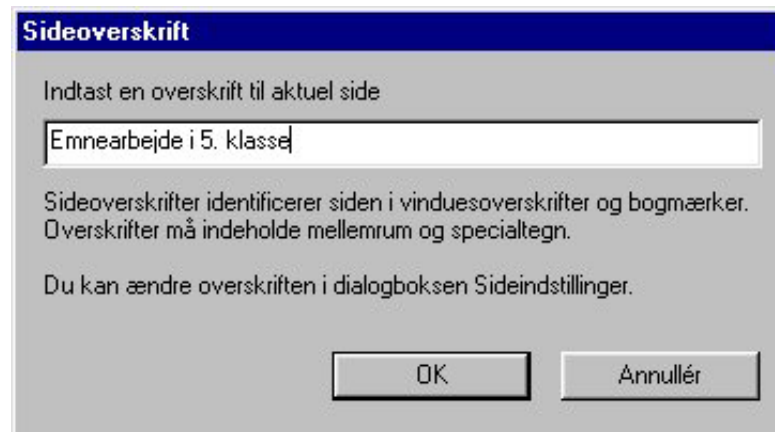 Sideoverskrift
Indtast en overskrift til aktuel side
Emnearbejde i 5. klasse
Sideoverskrifter identificerer siden i vinduesoverskrifter og bogmærker.
Overskrifter må indeholde mellemrum og specialtegn.
Du kan ændre overskriften i dialogboksen Sideindstillinger.
OK
Annullér